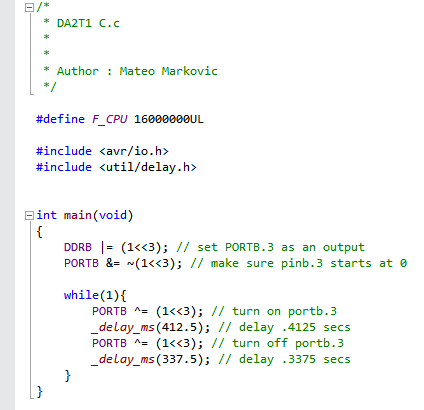 /*
 * DA2T1 C.c
 *
 *
 * Author : Mateo Markovic
 */
#define F_CPU 16000000UL
#include <avr/io.h>
#include <util/delay.h>
int main(void)
{
    DDRB |= (1<<3); // set PORTB.3 as an output
    PORTB &= ~(1<<3); // make sure pinb.3 starts at 0
    while(1){
        PORTB ^= (1<<3); // turn on portb.3
        _delay_ms(412.5); // delay .4125 secs
        PORTB ^= (1<<3); // turn off portb.3
        _delay_ms(337.5); // delay .3375 secs
    }
}